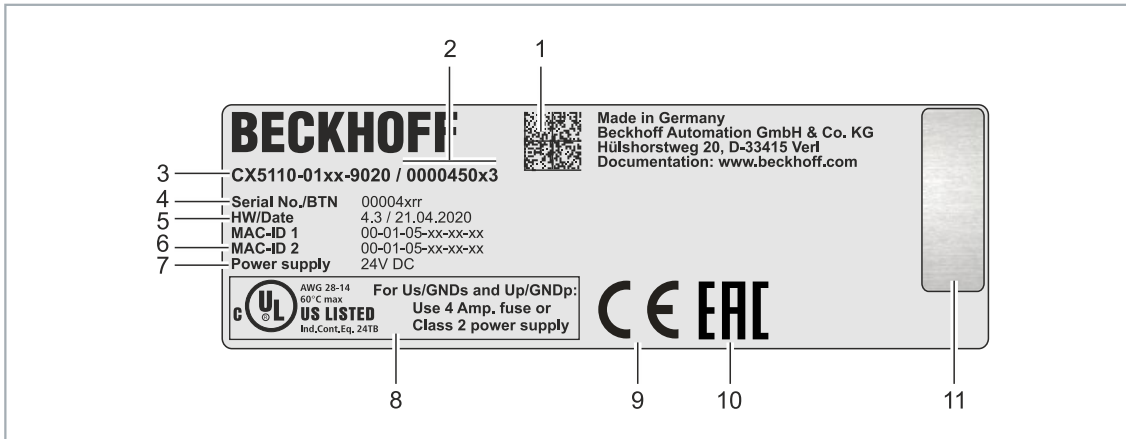 2
1
BECKHOFF
Made in Germany
Beckhoff Automation GmbH & Co. KG
Hülshorstweg 20, D-33415 Verl
Documentation: www.beckhoff.com
3
CX5110-01xx-9020 / 0000450x3
4
Serial No./BTN 00004xrr
5
HW/Date 4.3 / 21.04.2020
MAC-ID 1 00-01-05-xx-xx-xx
6
MAC-ID 2 00-01-05-xx-xx-xx
7
Power supply 24V DC
C UL ®
AWG 28-14
60°C max
US LISTED
Ind.Cont.Eq. 24TB
For Us/GNDs and Up/GNDp:
Use 4 Amp. fuse or
Class 2 power supply
CE
EAC
8
9
10
11